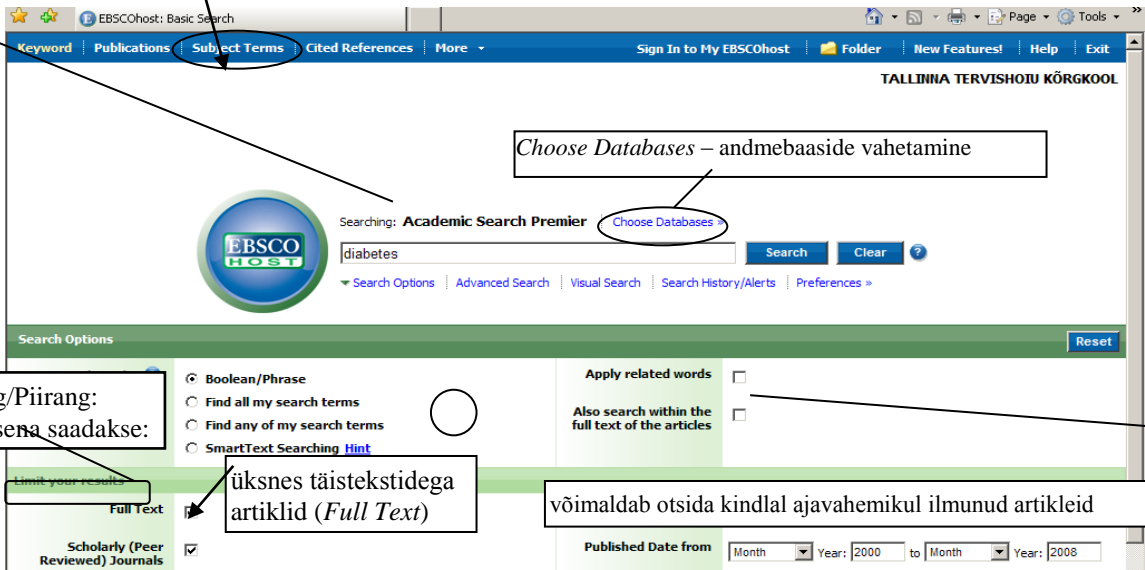 EBSCOhost: Basic Search
Page
Tools
Keyword Publications Subject Terms Cited References More Sign In to My EBSCOhost Folder New Features! Help Exit
TALLINNA TERVISHOIU KÕRGKOOL
Choose Databases – andmebaaside vahetamine
Searching: Academic Search Premier Choose Databases »
EBSCO
HOST
diabetes
Search Clear ?
Search Options Advanced Search Visual Search Search History/Alerts Preferences »
Search Options Reset
g/Piirang:
sena saadakse:
Boolean/Phrase
Find all my search terms
Find any of my search terms
SmartText Searching Hint
Apply related words
Also search within the
full text of the articles
Limit your results
üksnes täistekstidega
artiklid (Full Text)
võimaldab otsida kindlal ajavahemikul ilmunud artikleid
Full Text
Scholarly (Peer
Reviewed) Journals
Published Date from Month Year: 2000 to Month Year: 2008